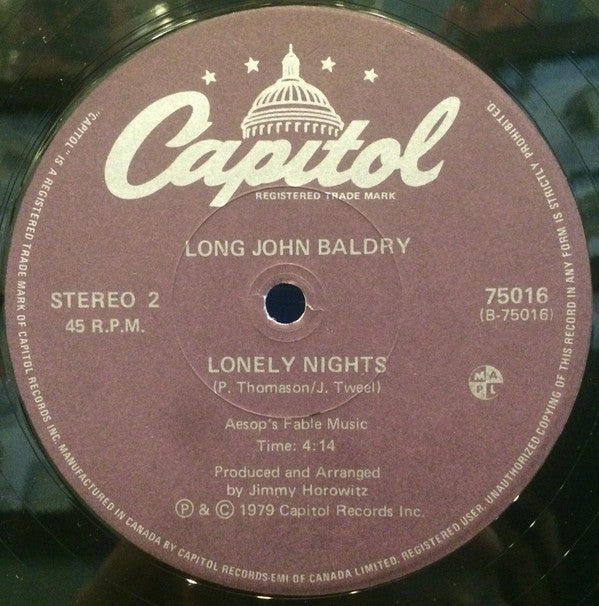 Capitol
REGISTERED TRADE MARK
LONG JOHN BALDRY
STEREO 2
45 R.P.M.
75016
(B-75016)
LONELY NIGHTS
(P. Thomason/J. Tweel)
M A P L
Aesop's Fable Music
Time: 4:14
Produced and Arranged
by Jimmy Horowitz
Ⓟ & © 1979 Capitol Records Inc.
"CAPITOL" IS A REGISTERED TRADE MARK OF CAPITOL RECORDS INC. MANUFACTURED IN CANADA BY CAPITOL RECORDS-EMI OF CANADA LIMITED. REGISTERED USER. UNAUTHORIZED COPYING OF THIS RECORD IN ANY FORM IS STRICTLY PROHIBITED.